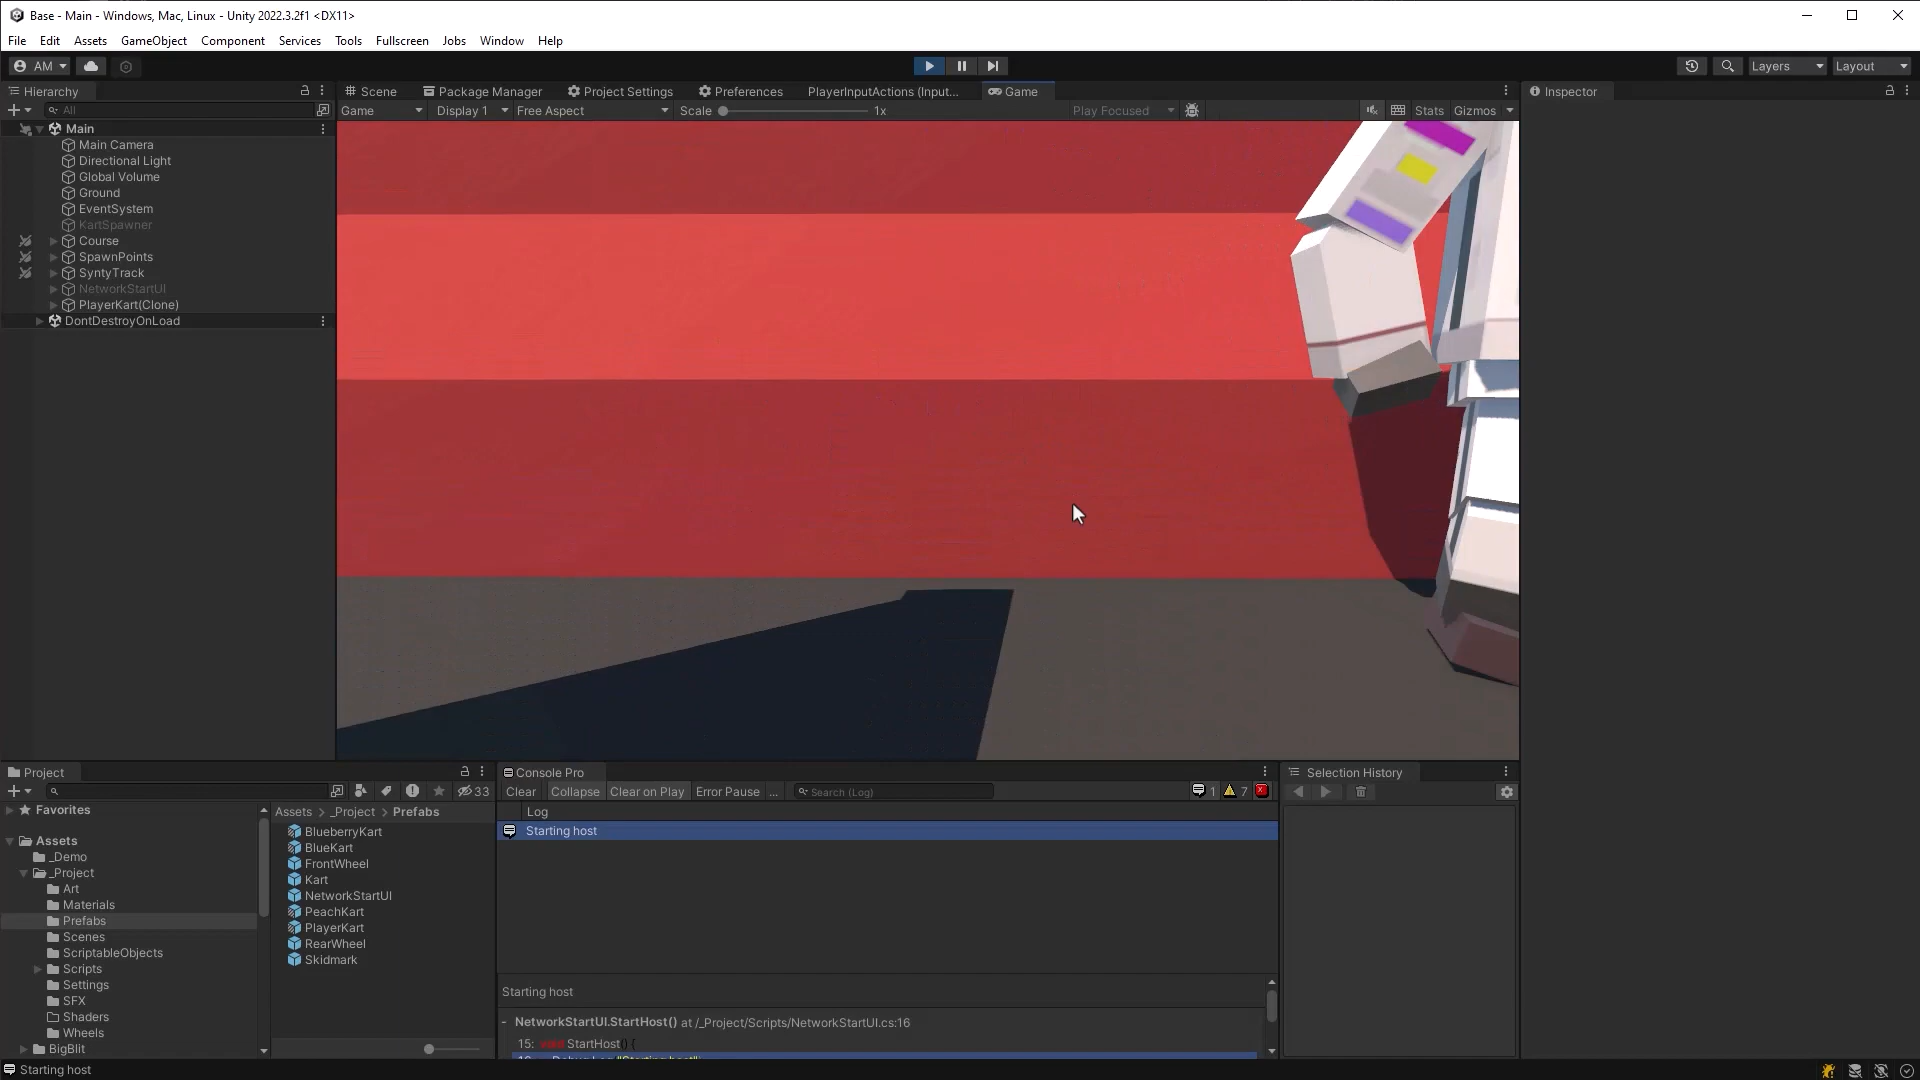 Base - Main - Windows, Mac, Linux - Unity 2022.3.2f1 <DX11>
File Edit Assets GameObject Component Services Tools Fullscreen Jobs Window Help
AM
Layers Layout
Hierarchy
Scene Package Manager Project Settings Preferences PlayerInputActions (Input... Game
Inspector
All
Game Display 1 Free Aspect Scale 1x Play Focused Stats Gizmos
Main
Main Camera
Directional Light
Global Volume
Ground
EventSystem
KartSpawner
Course
SpawnPoints
SyntyTrack
NetworkStartUI
PlayerKart(Clone)
DontDestroyOnLoad
Project
33
Favorites
Assets
_Demo
_Project
Art
Materials
Prefabs
Scenes
ScriptableObjects
Scripts
Settings
SFX
Shaders
Wheels
BigBlit
Assets > _Project > Prefabs
BlueberryKart
BlueKart
FrontWheel
Kart
NetworkStartUI
PeachKart
PlayerKart
RearWheel
Skidmark
Console Pro
Clear Collapse Clear on Play Error Pause ... Search (Log) 1 7
Log
Starting host
Starting host
- NetworkStartUI.StartHost() at /_Project/Scripts/NetworkStartUI.cs:16
15: void StartHost() {
Selection History
Starting host